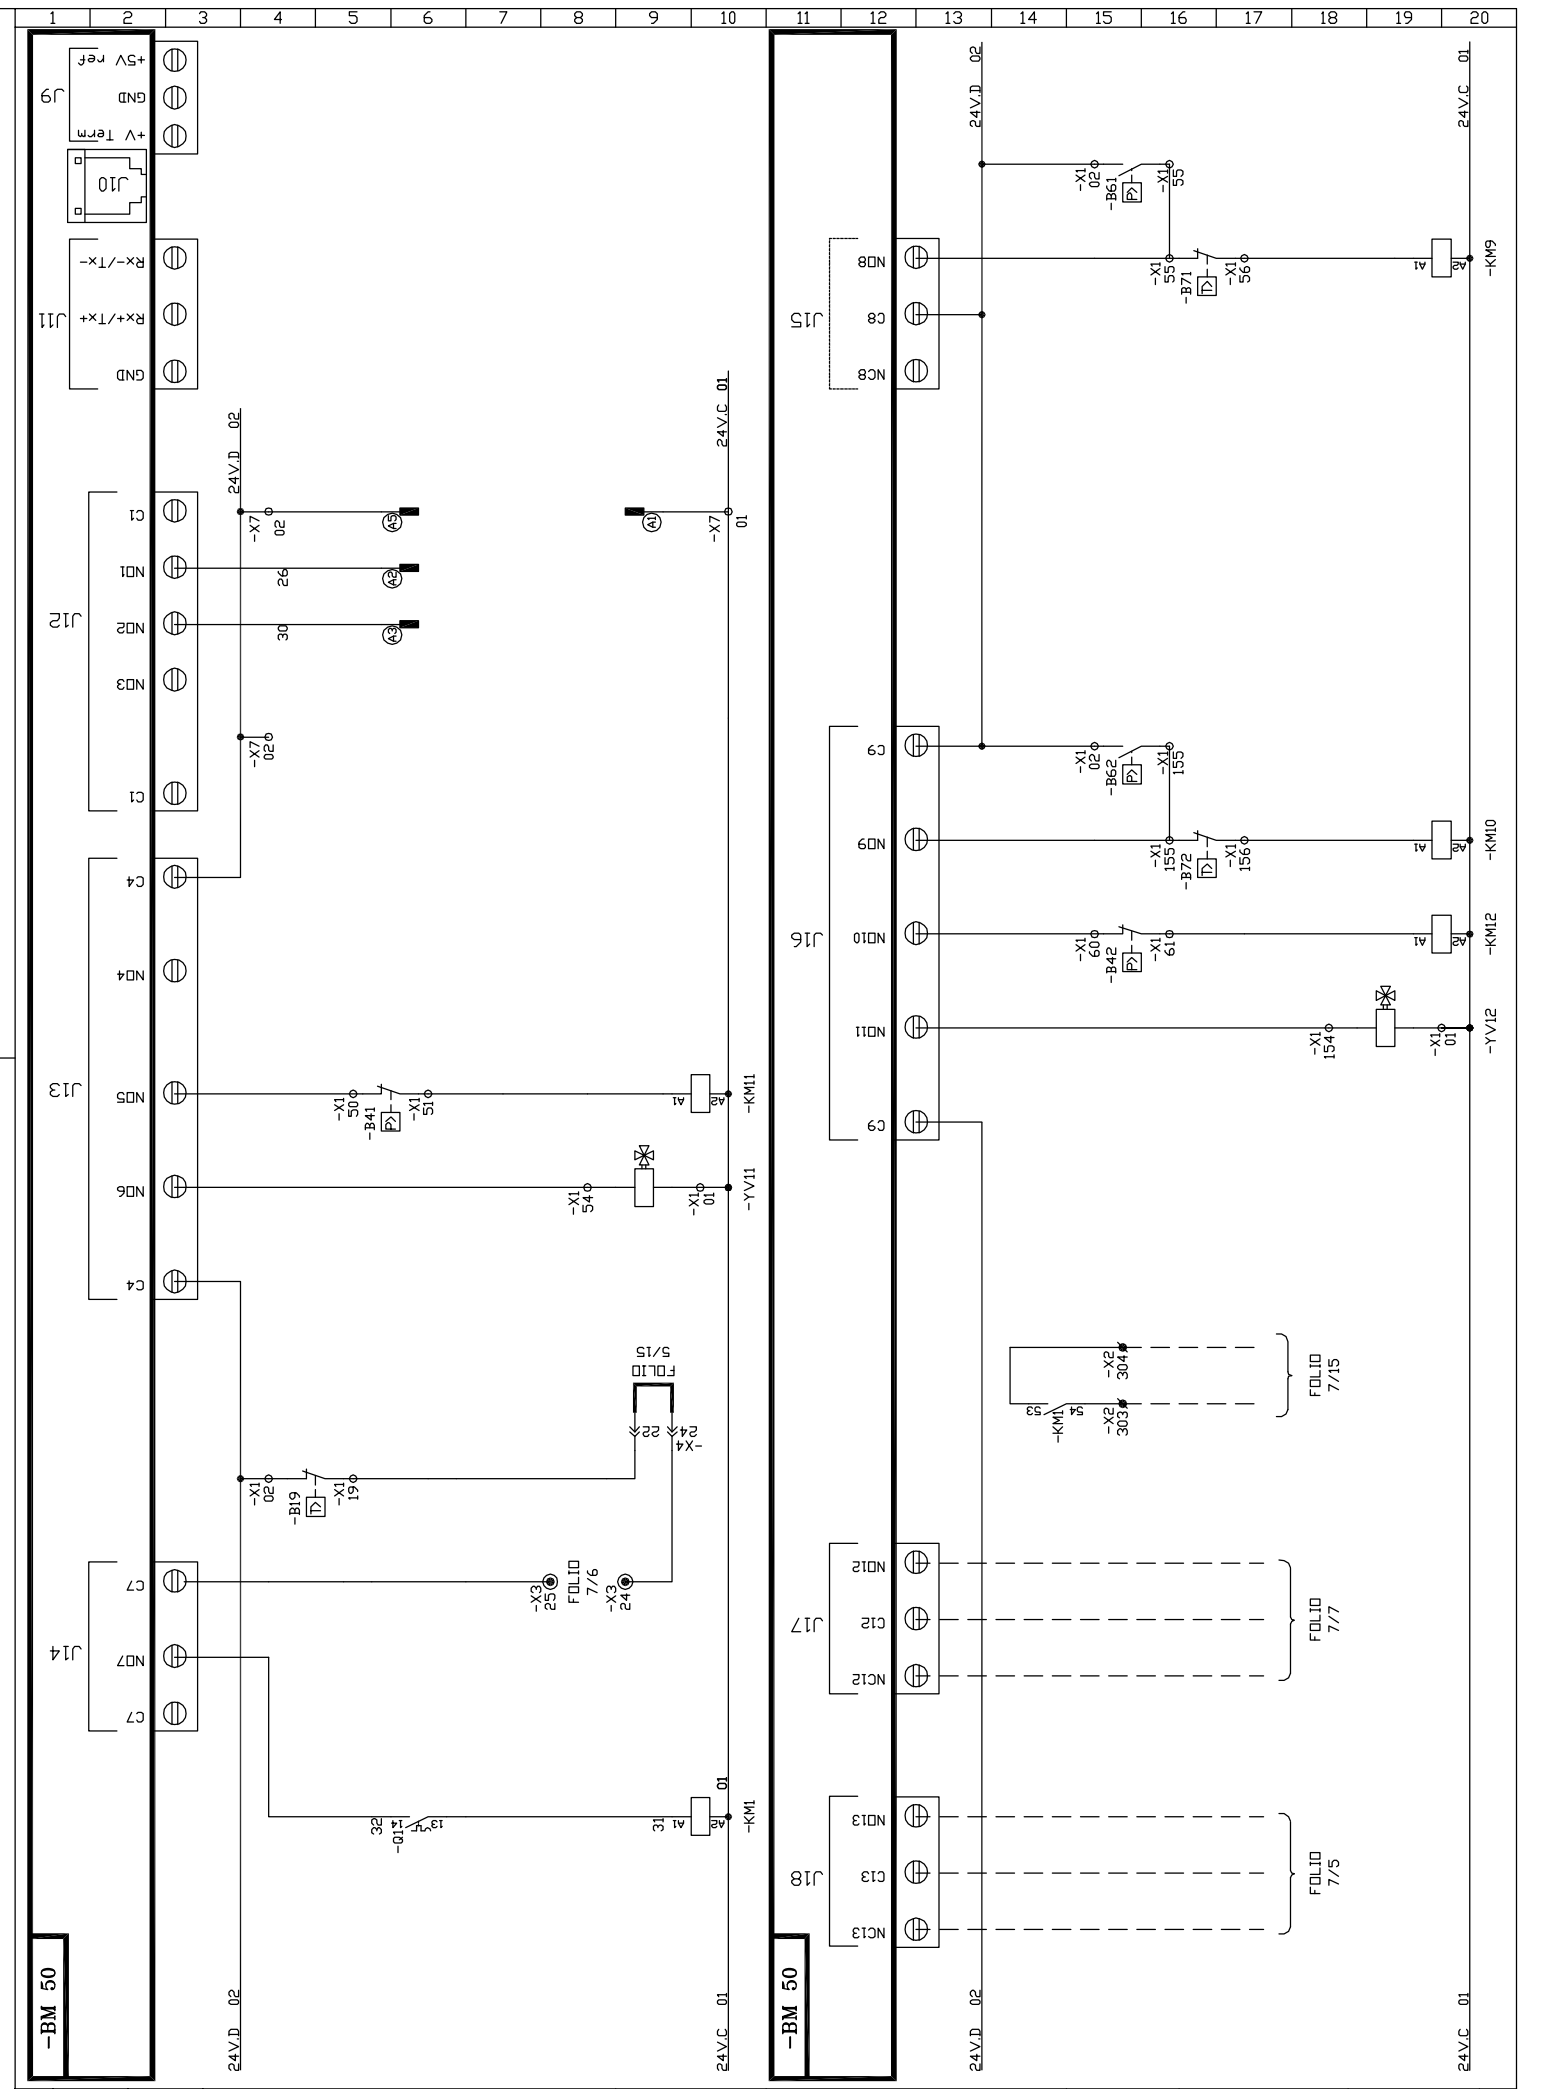 1 2 3 4 5 6 7 8 9 10 11 12 13 14 15 16 17 18 19 20
J9
+5V ref
GND
+V Term
J10
J11
Rx-/Tx-
Rx+/Tx+
GND
24V.D 02
24V.C 01
J12
C1
-X7
02
A5
A1
-X7
01
NO1
26
A2
NO2
30
A3
NO3
-X7
02
C1
J13
C4
NO4
NO5
-X1
50
-B41
P>
-X1
51
A1
A2
-KM11
NO6
-X1
54
-X1
01
-YV11
C4
FOLIO
5/15
22
24
-X4
-X1
02
-B19
T>
-X1
19
J14
C7
-X3
25
FOLIO
7/6
-X3
24
NO7
C7
32
-Q1
14
13
31
A1
A2
01
-KM1
-BM 50
24V.D 02
24V.C 01
24V.D 02
24V.C 01
-X1
02
-B61
P>
-X1
55
J15
NO8
-X1
55
-B71
T>
-X1
56
A1
A2
-KM9
C8
NC8
J16
C9
-X1
02
-B62
P>
-X1
155
NO9
-X1
155
-B72
T>
-X1
156
A1
A2
-KM10
NO10
-X1
60
-B42
P>
-X1
61
A1
A2
-KM12
NO11
-X1
154
-X1
01
-YV12
C9
-X2
304
53
54
-KM1
-X2
303
FOLIO
7/15
J17
NO12
C12
NC12
FOLIO
7/7
J18
NO13
C13
NC13
FOLIO
7/5
-BM 50
24V.D 02
24V.C 01